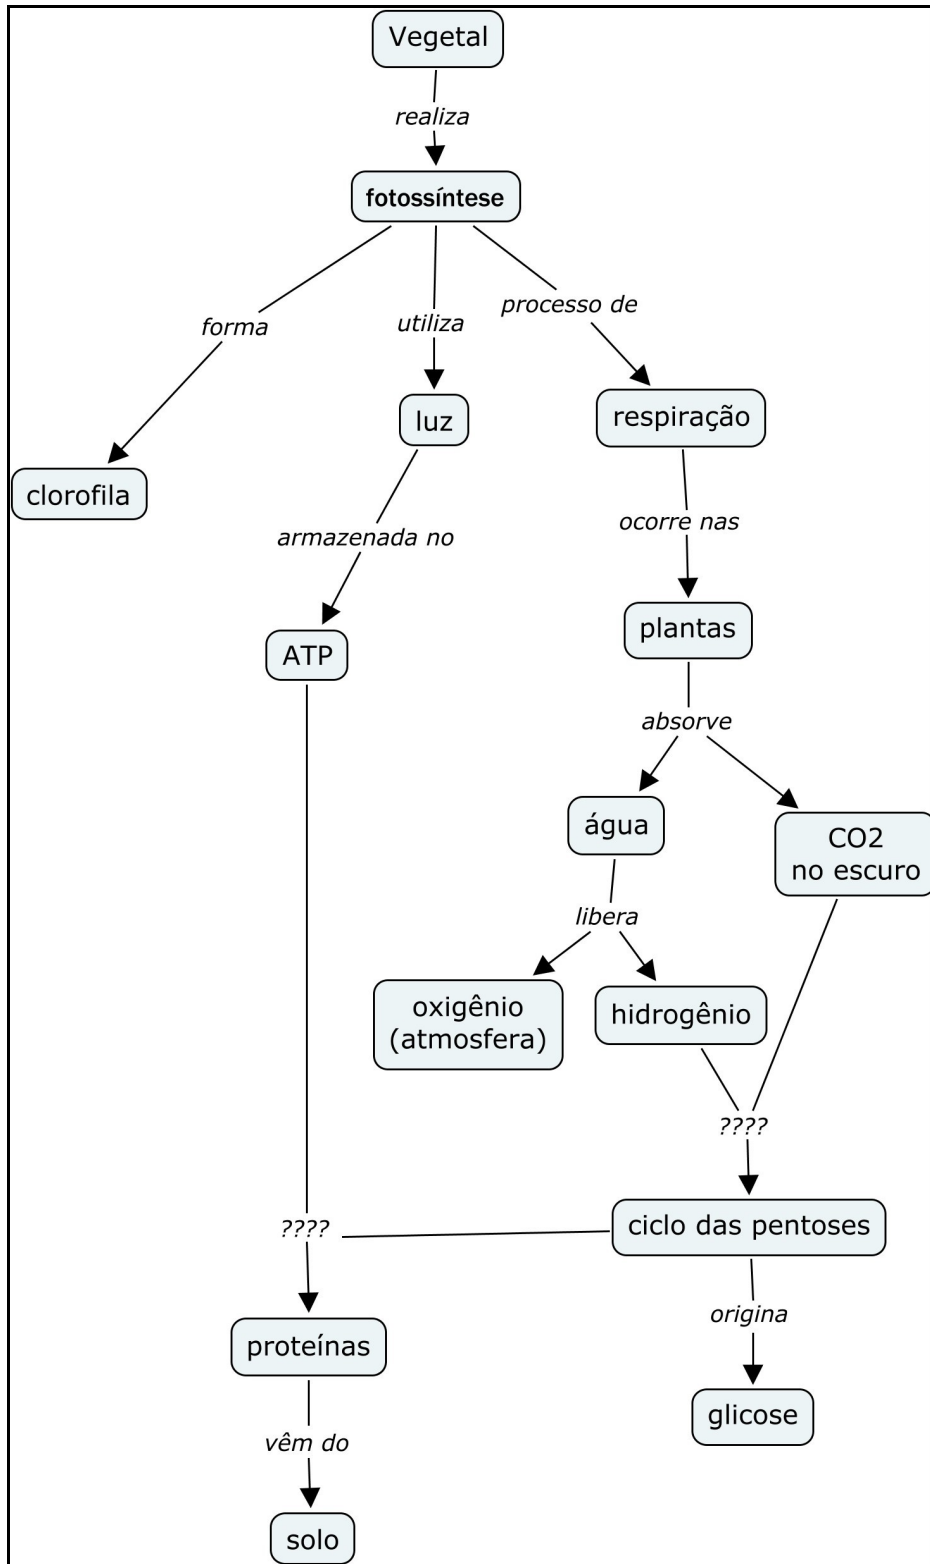 Vegetal
realiza
fotossíntese
processo de
forma
utiliza
luz
respiração
clorofila
ocorre nas
armazenada no
plantas
ATP
absorve
água
CO2
no escuro
libera
oxigênio
(atmosfera)
hidrogênio
????
ciclo das pentoses
????
origina
proteínas
glicose
vêm do
solo